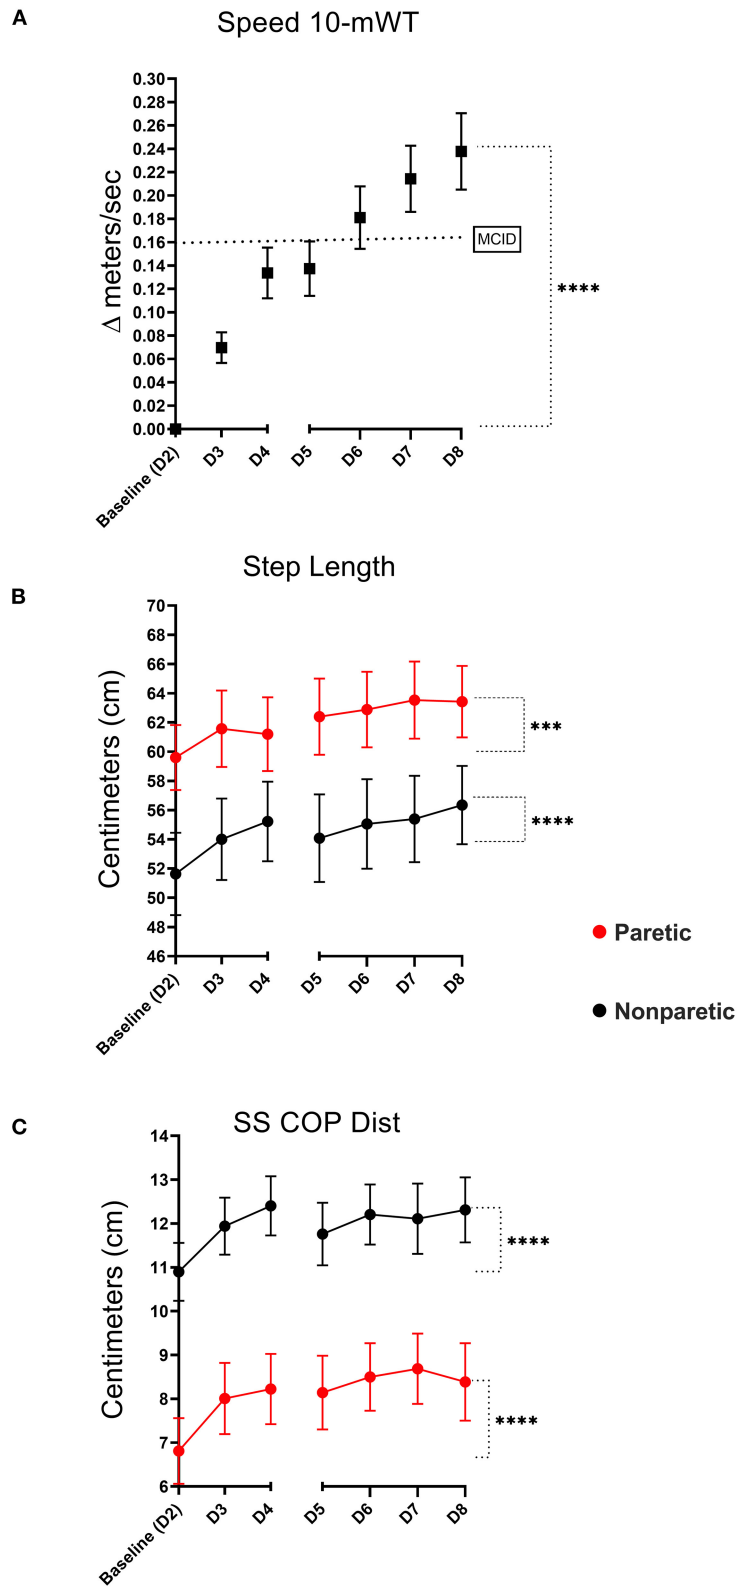 A
Speed 10-mWT
Δ meters/sec
0.30
0.28
0.26
0.24
0.22
0.20
0.18
0.16
0.14
0.12
0.10
0.08
0.06
0.04
0.02
0.00
MCID
****
Baseline (D2)
D3
D4
D5
D6
D7
D8
B
Step Length
Centimeters (cm)
70
68
66
64
62
60
58
56
54
52
50
48
46
***
****
Baseline (D2)
D3
D4
D5
D6
D7
D8
Paretic
Nonparetic
C
SS COP Dist
Centimeters (cm)
14
13
12
11
10
9
8
7
6
****
****
Baseline (D2)
D3
D4
D5
D6
D7
D8